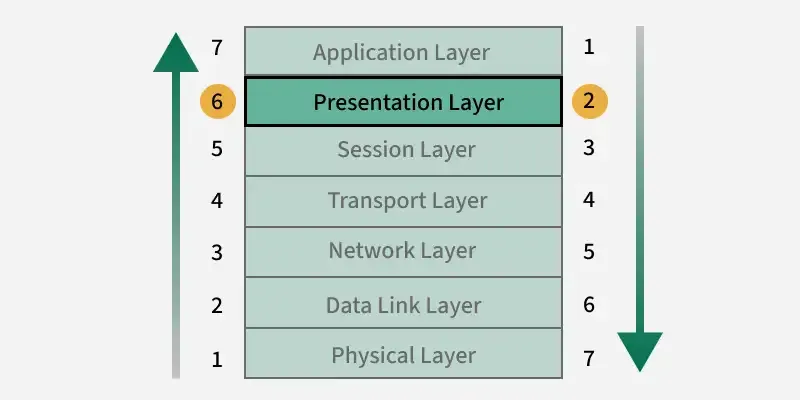 7 Application Layer 1
6 Presentation Layer 2
5 Session Layer 3
4 Transport Layer 4
3 Network Layer 5
2 Data Link Layer 6
1 Physical Layer 7